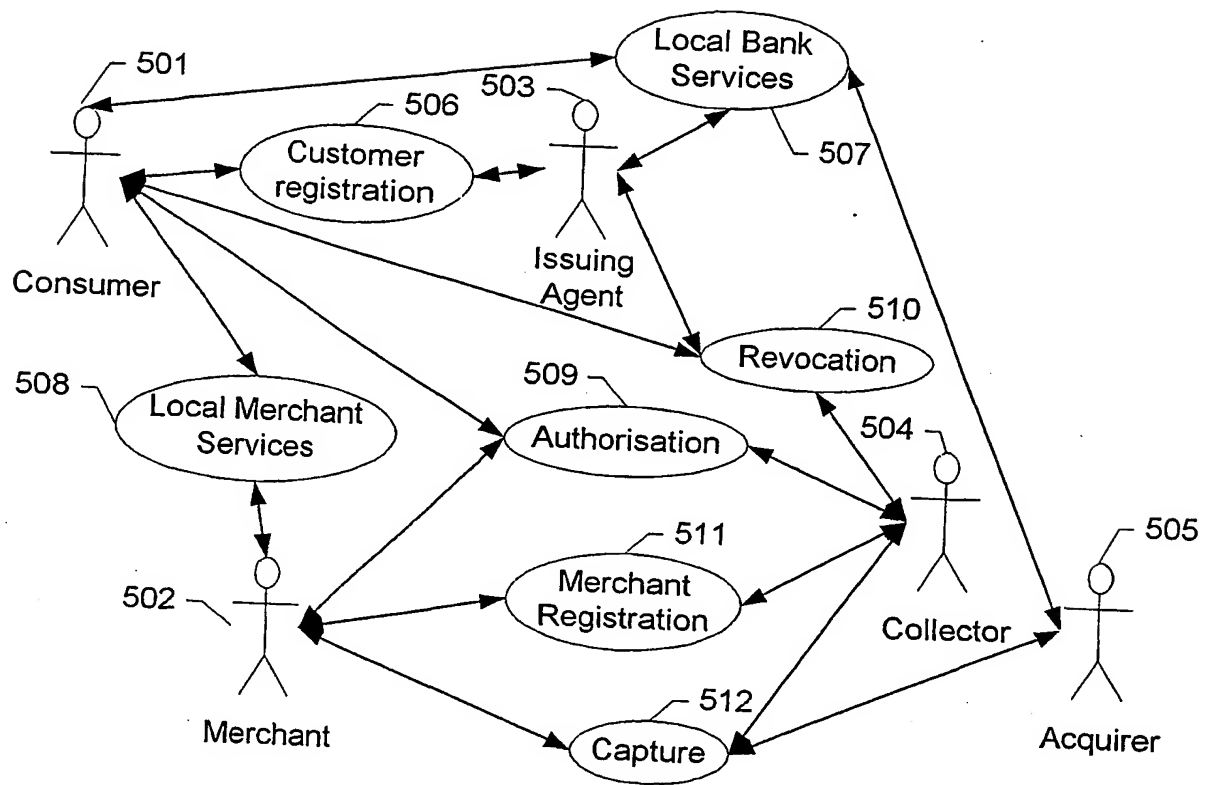 Local Bank
Services
501
503
506
507
Customer
registration
Consumer
Issuing
Agent
510
Revocation
508
509
Local Merchant
Services
Authorisation
504
511
505
502
Merchant
Registration
Collector
512
Merchant
Capture
Acquirer